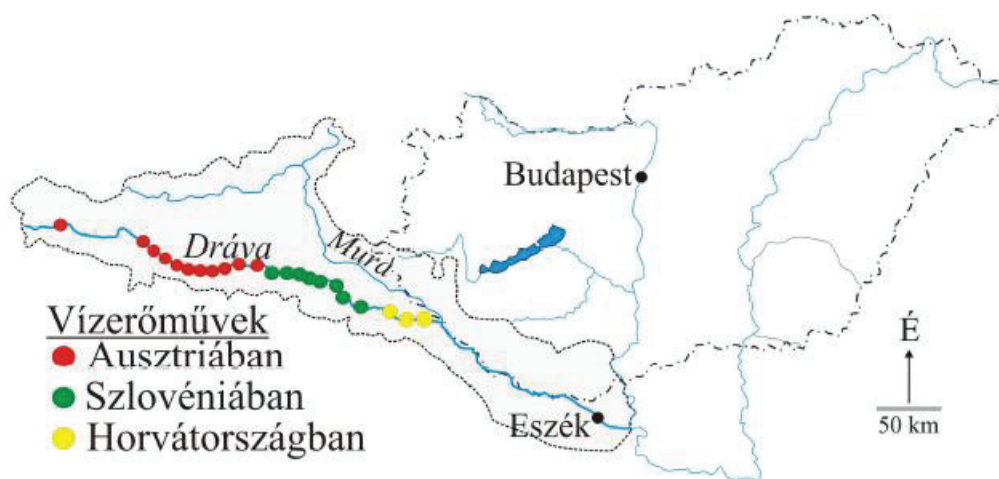 Budapest
Dráva
Mura
Vízerőművek
Ausztriában
Szlovéniában
Horvátországban
Eszék
É
50 km